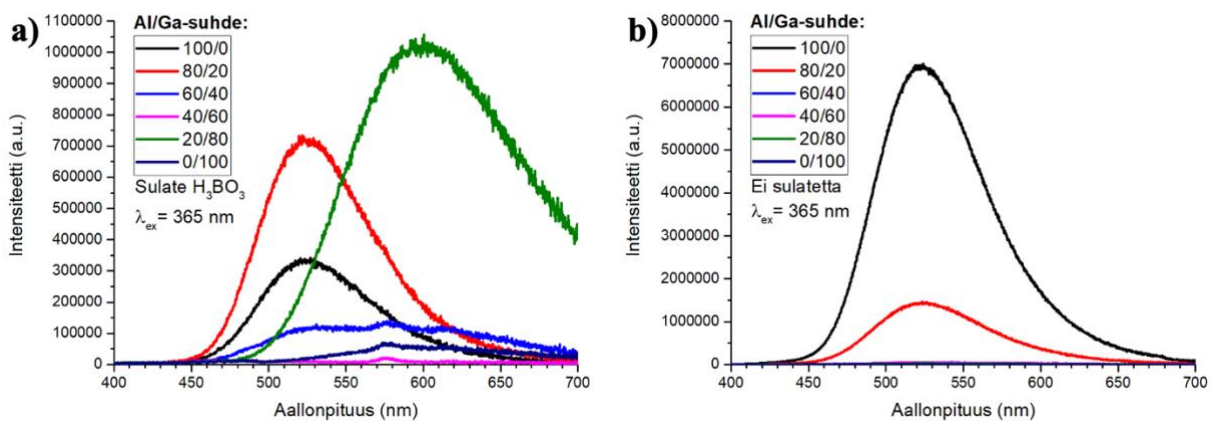 a)
Al/Ga-suhde:
100/0
80/20
60/40
40/60
20/80
0/100
Sulate H₃BO₃
λₑₓ= 365 nm
Intensiteetti (a.u.)
1100000
1000000
900000
800000
700000
600000
500000
400000
300000
200000
100000
0
400 450 500 550 600 650 700
Aallonpituus (nm)
b)
Al/Ga-suhde:
100/0
80/20
60/40
40/60
20/80
0/100
Ei sulatetta
λₑₓ= 365 nm
Intensiteetti (a.u.)
8000000
7000000
6000000
5000000
4000000
3000000
2000000
1000000
0
400 450 500 550 600 650 700
Aallonpituus (nm)